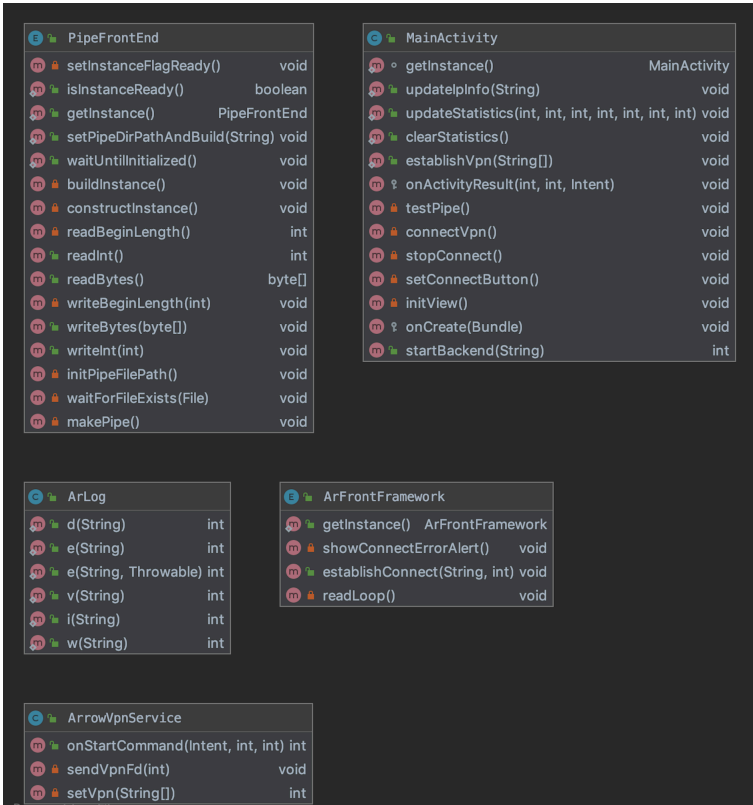 PipeFrontEnd
setInstanceFlagReady() void
isInstanceReady() boolean
getInstance() PipeFrontEnd
setPipeDirPathAndBuild(String) void
waitUntilInitialized() void
buildInstance() void
constructInstance() void
readBeginLength() int
readInt() int
readBytes() byte[]
writeBeginLength(int) void
writeBytes(byte[]) void
writeInt(int) void
initPipeFilePath() void
waitForFileExists(File) void
makePipe() void
MainActivity
getInstance() MainActivity
updateIpInfo(String) void
updateStatistics(int, int, int, int, int, int, int) void
clearStatistics() void
establishVpn(String[]) void
onActivityResult(int, int, Intent) void
testPipe() void
connectVpn() void
stopConnect() void
setConnectButton() void
initView() void
onCreate(Bundle) void
startBackend(String) int
ArLog
d(String) int
e(String) int
e(String, Throwable) int
v(String) int
i(String) int
w(String) int
ArFrontFramework
getInstance() ArFrontFramework
showConnectErrorAlert() void
establishConnect(String, int) void
readLoop() void
ArrowVpnService
onStartCommand(Intent, int, int) int
sendVpnFd(int) void
setVpn(String[]) int